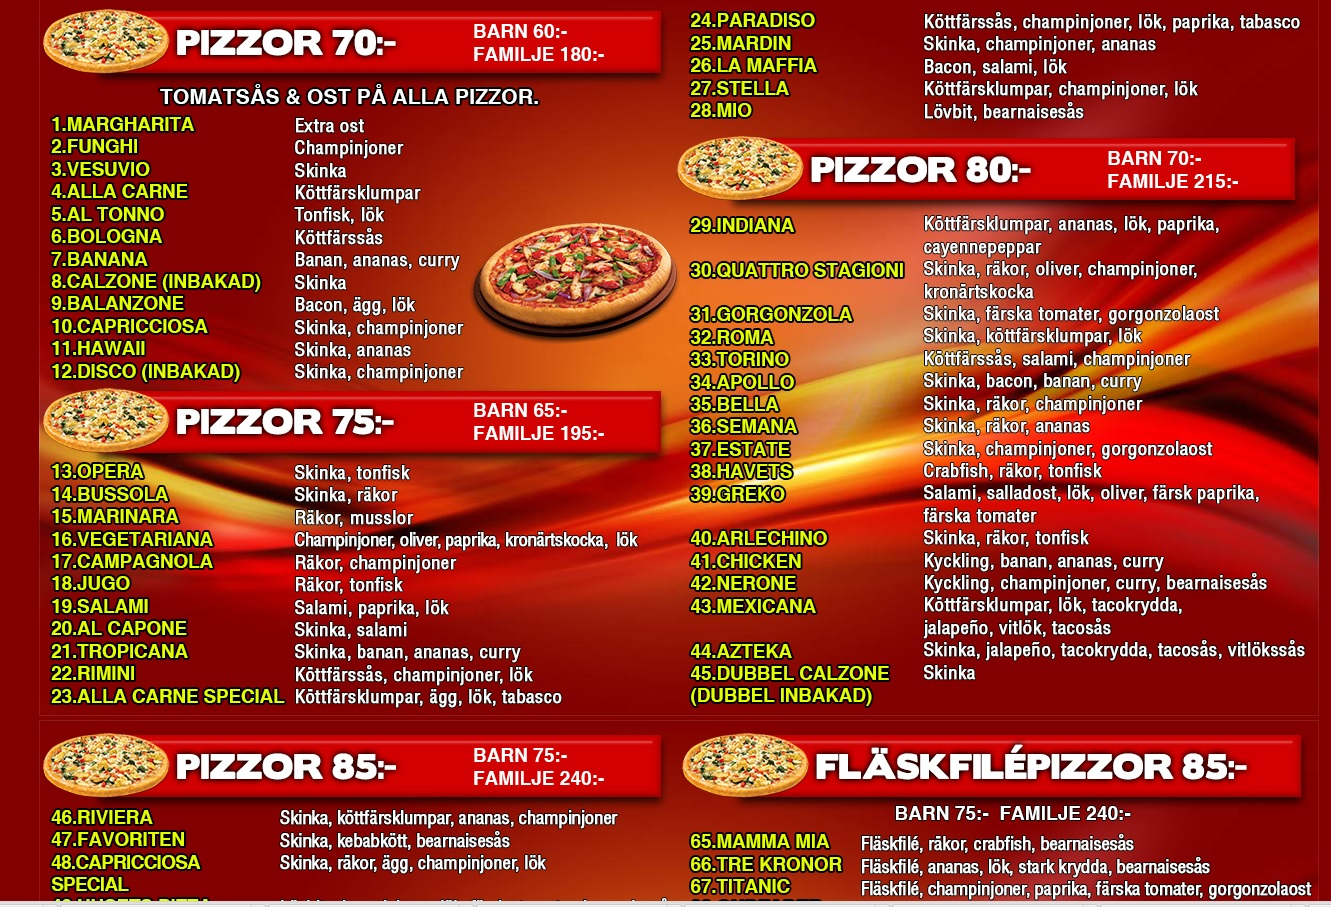 PIZZOR 70:-
BARN 60:-
FAMILJE 180:-
TOMATSÅS & OST PÅ ALLA PIZZOR.
1.MARGHARITA Extra ost
2.FUNGHI Champinjoner
3.VESUVIO Skinka
4.ALLA CARNE Köttfärsklumpar
5.AL TONNO Tonfisk, lök
6.BOLOGNA Köttfärssås
7.BANANA Banan, ananas, curry
8.CALZONE (INBAKAD) Skinka
9.BALANZONE Bacon, ägg, lök
10.CAPRICCIOSA Skinka, champinjoner
11.HAWAII Skinka, ananas
12.DISCO (INBAKAD) Skinka, champinjoner
PIZZOR 75:-
BARN 65:-
FAMILJE 195:-
13.OPERA Skinka, tonfisk
14.BUSSOLA Skinka, räkor
15.MARINARA Räkor, musslor
16.VEGETARIANA Champinjoner, oliver, paprika, kronärtskocka, lök
17.CAMPAGNOLA Räkor, champinjoner
18.JUGO Räkor, tonfisk
19.SALAMI Salami, paprika, lök
20.AL CAPONE Skinka, salami
21.TROPICANA Skinka, banan, ananas, curry
22.RIMINI Köttfärssås, champinjoner, lök
23.ALLA CARNE SPECIAL Köttfärsklumpar, ägg, lök, tabasco
24.PARADISO Köttfärssås, champinjoner, lök, paprika, tabasco
25.MARDIN Skinka, champinjoner, ananas
26.LA MAFFIA Bacon, salami, lök
27.STELLA Köttfärsklumpar, champinjoner, lök
28.MIO Lövbit, bearnaisesås
PIZZOR 80:-
BARN 70:-
FAMILJE 215:-
29.INDIANA Köttfärsklumpar, ananas, lök, paprika,
cayennepeppar
30.QUATTRO STAGIONI Skinka, räkor, oliver, champinjoner,
kronärtskocka
31.GORGONZOLA Skinka, färska tomater, gorgonzolaost
32.ROMA Skinka, köttfärsklumpar, lök
33.TORINO Köttfärssås, salami, champinjoner
34.APOLLO Skinka, bacon, banan, curry
35.BELLA Skinka, räkor, champinjoner
36.SEMANA Skinka, räkor, ananas
37.ESTATE Skinka, champinjoner, gorgonzolaost
38.HAVETS Crabfish, räkor, tonfisk
39.GREKO Salami, salladost, lök, oliver, färsk paprika,
färska tomater
40.ARLECHINO Skinka, räkor, tonfisk
41.CHICKEN Kyckling, banan, ananas, curry
42.NERONE Kyckling, champinjoner, curry, bearnaisesås
43.MEXICANA Köttfärsklumpar, lök, tacokrydda,
jalapeño, vitlök, tacosås
44.AZTEKA Skinka, jalapeño, tacokrydda, tacosås, vitlökssås
45.DUBBEL CALZONE Skinka
(DUBBEL INBAKAD)
PIZZOR 85:-
BARN 75:-
FAMILJE 240:-
46.RIVIERA Skinka, köttfärsklumpar, ananas, champinjoner
47.FAVORITEN Skinka, kebabkött, bearnaisesås
48.CAPRICCIOSA Skinka, räkor, ägg, champinjoner, lök
SPECIAL
FLÄSKFILÉPIZZOR 85:-
BARN 75:- FAMILJE 240:-
65.MAMMA MIA Fläskfilé, räkor, crabfish, bearnaisesås
66.TRE KRONOR Fläskfilé, ananas, lök, stark krydda, bearnaisesås
67.TITANIC Fläskfilé, champinjoner, paprika, färska tomater, gorgonzolaost